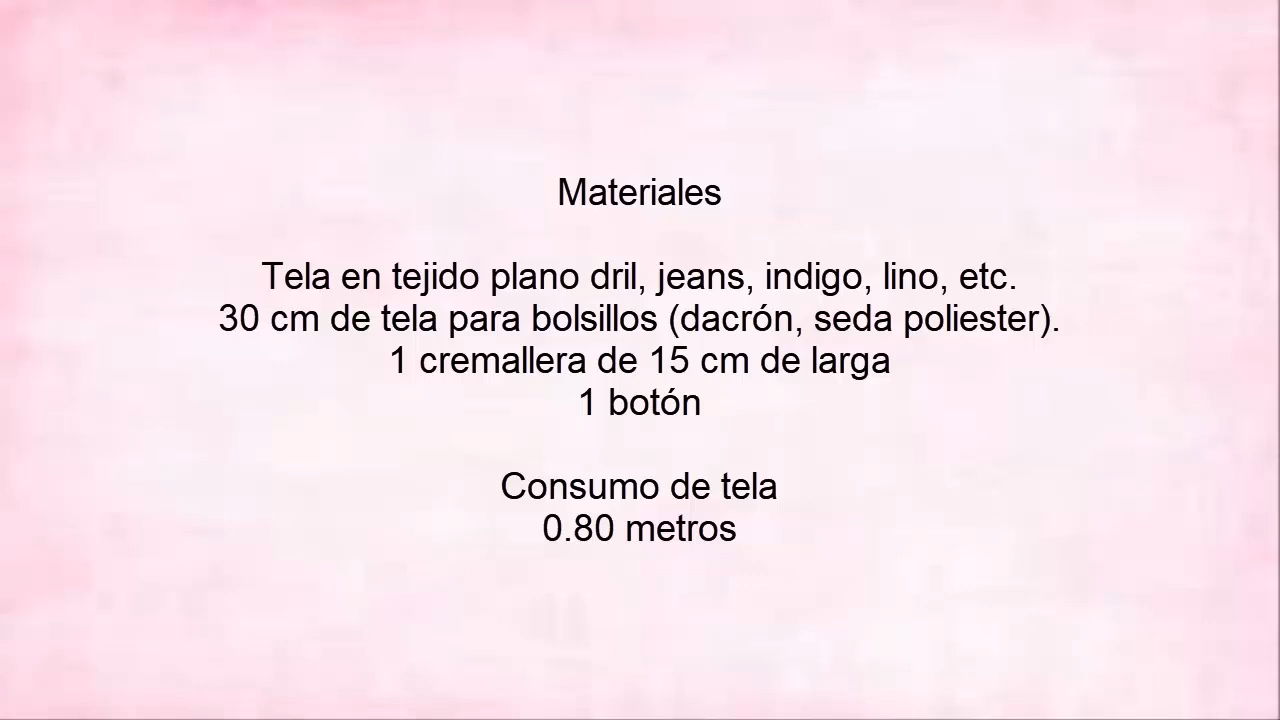 Materiales
Tela en tejido plano dril, jeans, indigo, lino, etc.
30 cm de tela para bolsillos (dacrón, seda poliester).
1 cremallera de 15 cm de larga
1 botón
Consumo de tela
0.80 metros